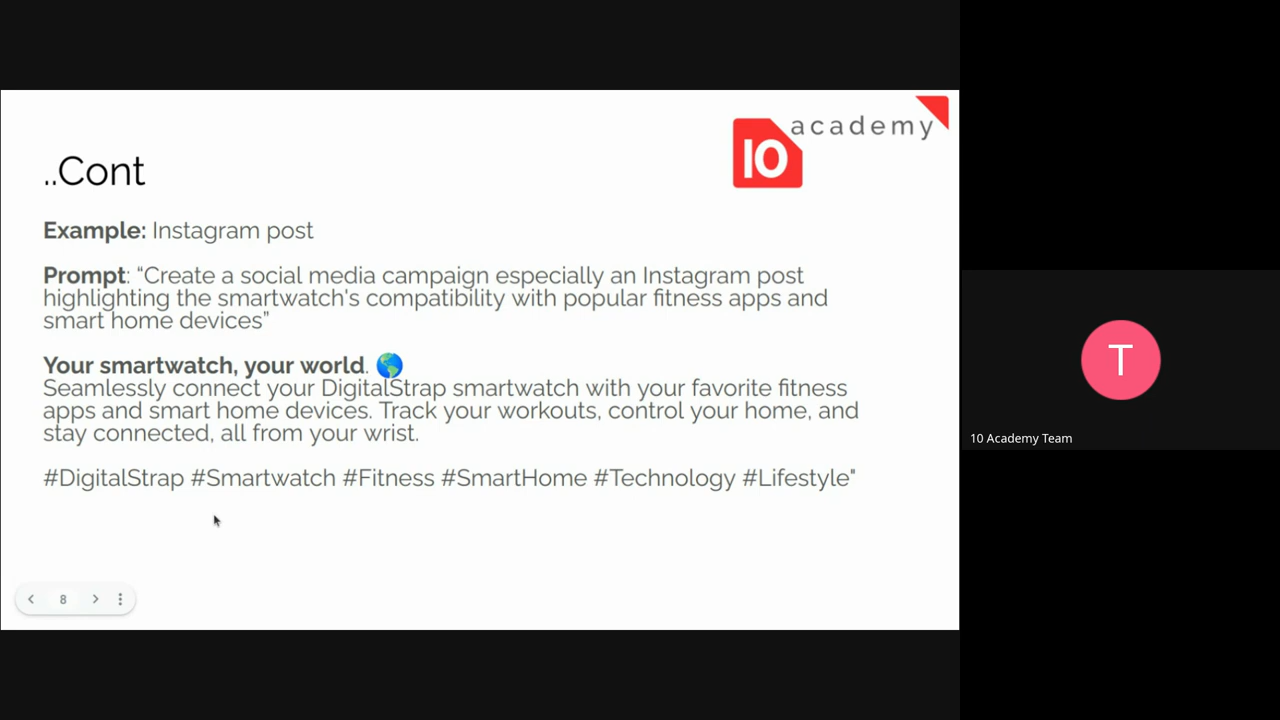 10 academy
..Cont
Example: Instagram post
Prompt: “Create a social media campaign especially an Instagram post
highlighting the smartwatch's compatibility with popular fitness apps and
smart home devices”
Your smartwatch, your world. 🌎
Seamlessly connect your DigitalStrap smartwatch with your favorite fitness
apps and smart home devices. Track your workouts, control your home, and
stay connected, all from your wrist.
#DigitalStrap #Smartwatch #Fitness #SmartHome #Technology #Lifestyle"
8
T
10 Academy Team